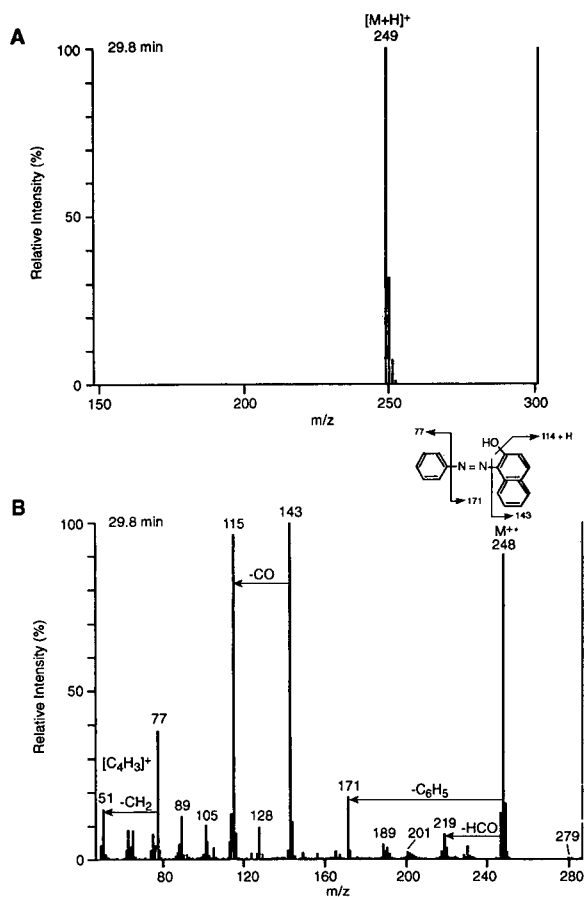 A
29.8 min
[M+H]⁺
249
100
50
0
Relative Intensity (%)
150
200
250
300
m/z
77
HO
114 + H
N = N
171
143
B
29.8 min
M⁺•
248
100
50
0
Relative Intensity (%)
115
143
-CO
77
[C₄H₃]⁺
51
-CH₂
89
105
128
171
-C₆H₅
189
201
219
-HCO
279
80
120
160
200
240
280
m/z